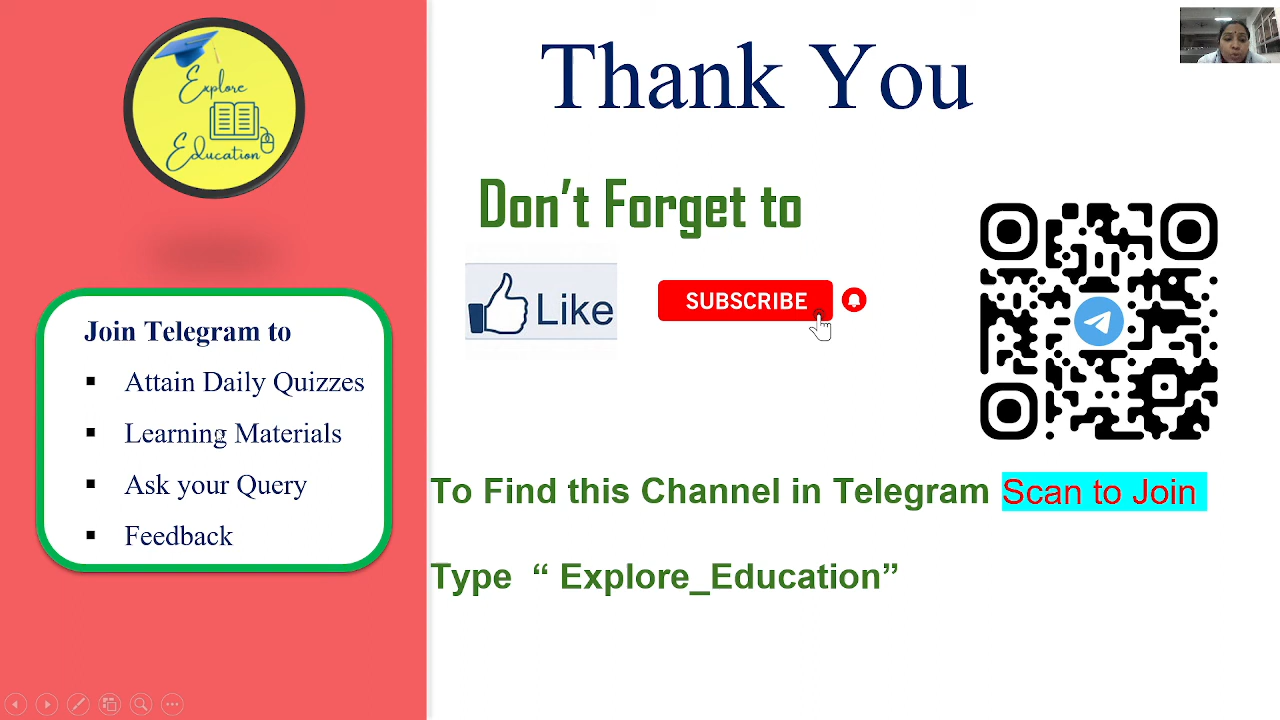 Explore
Education
Join Telegram to
Attain Daily Quizzes
Learning Materials
Ask your Query
Feedback
Thank You
Don't Forget to
Like
SUBSCRIBE
To Find this Channel in Telegram Scan to Join
Type “ Explore_Education”